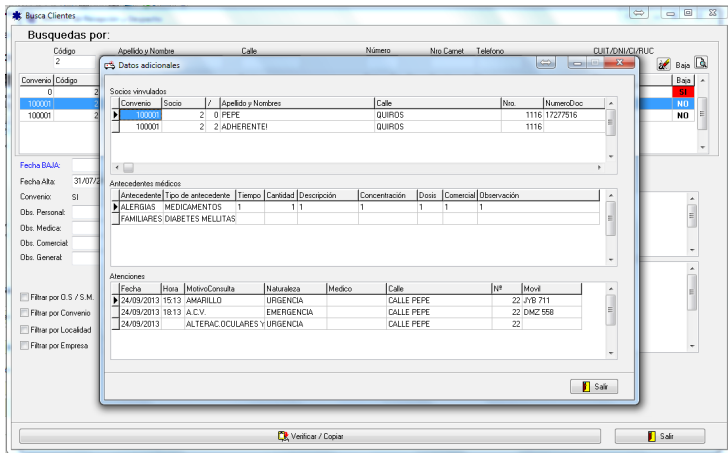 Busca Clientes
Busquedas por:
Código Apellido y Nombre Calle Número Nro Carnet Telefono CUIT/DNI/CI/RUC
2 Baja
Datos adicionales
Convenio Código Baja
0 2 SI
100001 2 NO
100001 2 NO
Socios vinculados
Convenio Socio / Apellido y Nombres Calle Nro. NumeroDoc
100001 2 0 PEPE QUIROS 1116 17277516
100001 2 2 ADHERENTE! QUIROS 1116
Fecha BAJA:
Fecha Alta: 31/07/2
Convenio: SI
Obs. Personal:
Obs. Medica:
Obs. Comercial:
Obs. General:
Antecedentes médicos
Antecedente Tipo de antecedente Tiempo Cantidad Descripción Concentración Dosis Comercial Observación
ALERGIAS MEDICAMENTOS 1 1 1 1 1 1 1
FAMILIARES DIABETES MELLITAS
Atenciones
Fecha Hora MotivoConsulta Naturaleza Medico Calle Nº Movil
24/09/2013 15:13 AMARILLO URGENCIA CALLE PEPE 22 JYB 711
24/09/2013 18:13 A.C.V. EMERGENCIA CALLE PEPE 22 DMZ 558
24/09/2013 ALTERAC.OCULARES Y URGENCIA CALLE PEPE 22
Filtrar por O.S / S.M.
Filtrar por Convenio
Filtrar por Localidad
Filtrar por Empresa
Salir
Verificar / Copiar
Salir